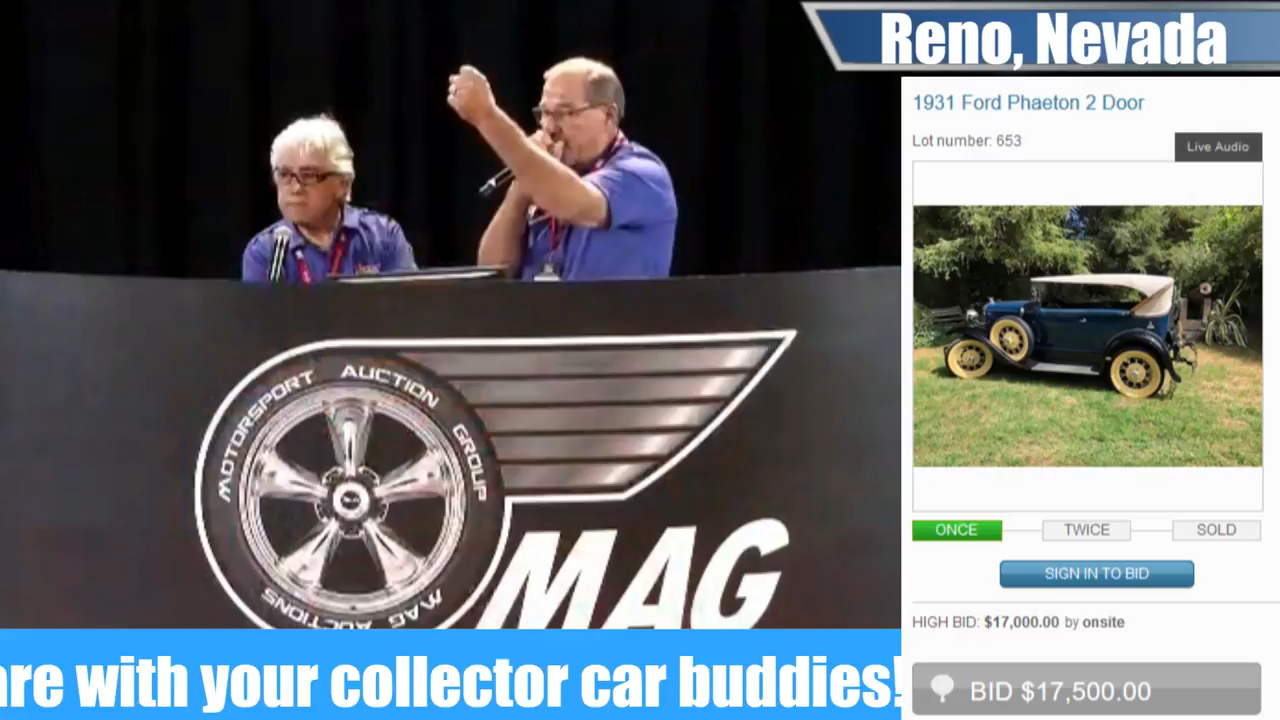 Reno, Nevada
1931 Ford Phaeton 2 Door
Lot number: 653
Live Audio
MOTORSPORT AUCTION GROUP
MAG AUCTIONS
MAG
ONCE
TWICE
SOLD
SIGN IN TO BID
HIGH BID: $17,000.00 by onsite
BID $17,500.00
are with your collector car buddies!